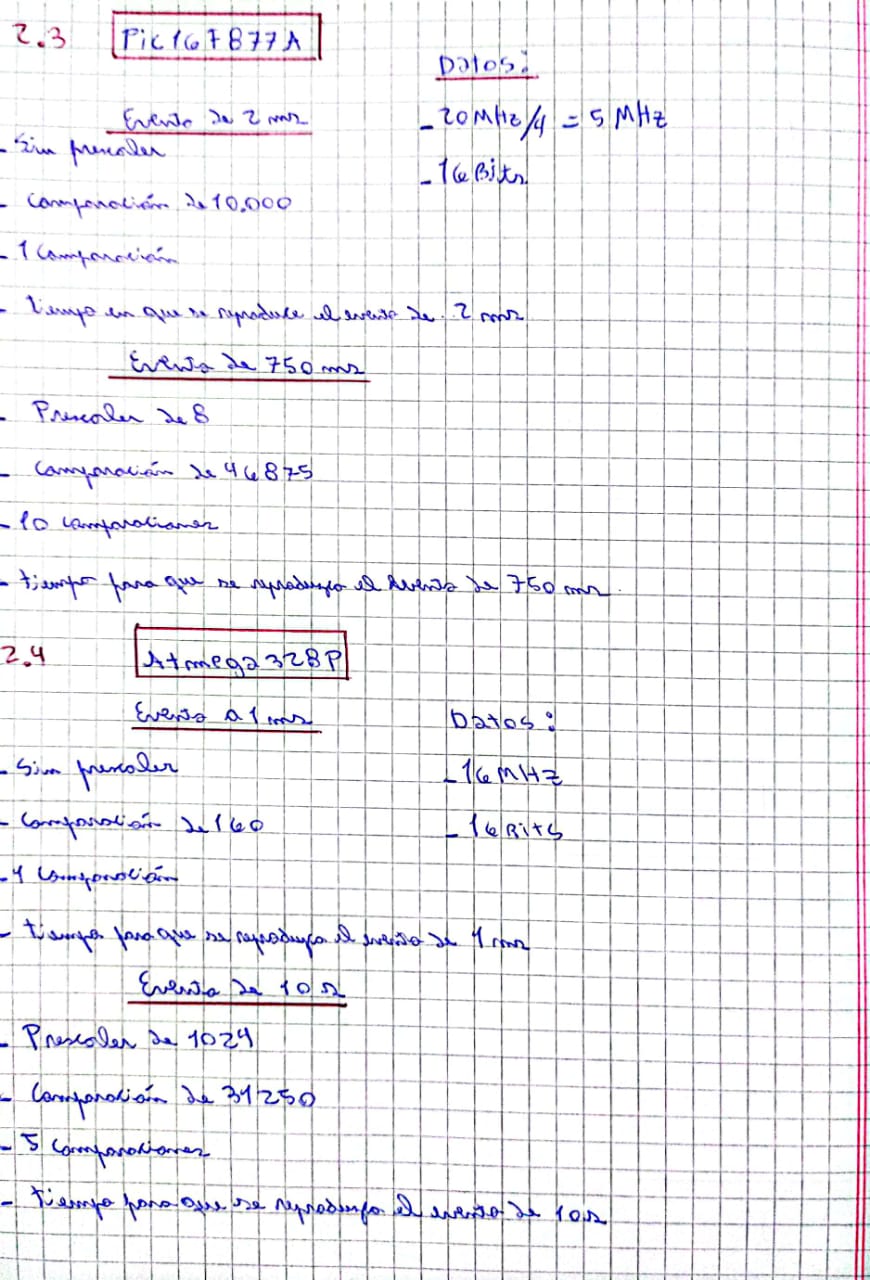 2.3 Pic16F877A
Datos:
Evento de 2 ms
- 20 MHz/4 = 5 MHz
- Sin prescaler
- 16 Bits
- Comparación de 10.000
- 1 Comparación
- tiempo en que se reproduce el evento de 2 ms
Evento de 750 ms
- Prescaler de 8
- Comparación de 46875
- 10 comparaciones
- tiempo para que se reproduzca el evento de 750 ms.
2.4 Atmega328P
Evento a 1 ms
Datos:
- Sin prescaler
- 16 MHz
- Comparación de 160
- 16 Bits
- 1 Comparación
- tiempo para que se reproduzca el evento de 1 ms
Evento de 10 s
- Prescaler de 1024
- Comparación de 31250
- 5 Comparaciones
- tiempo para que se reproduzca el evento de 10 s